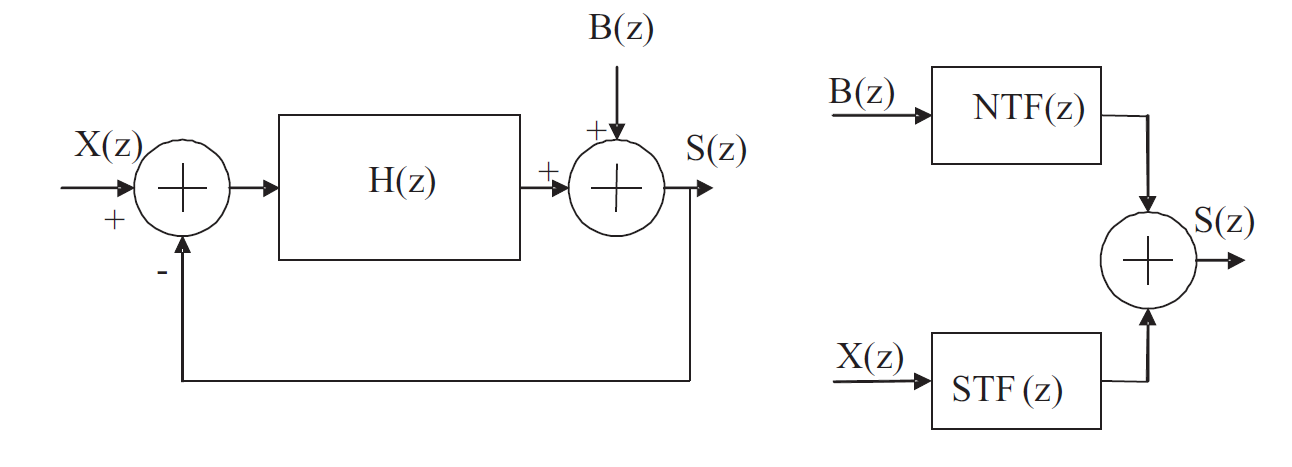 B(z)
X(z)
+
H(z)
+
+
S(z)
-
B(z)
NTF(z)
S(z)
X(z)
STF (z)